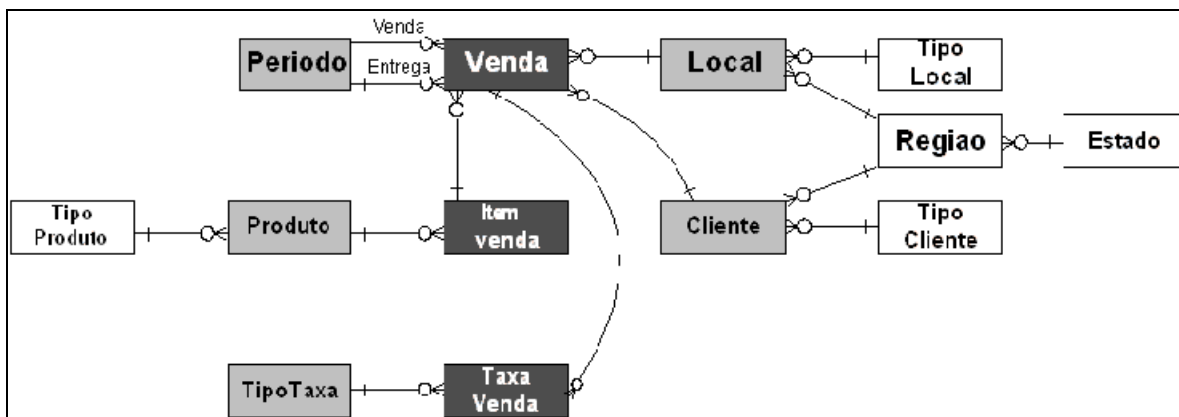 Venda
Periodo
Entrega
Venda
Local
Tipo
Local
Regiao
Estado
Tipo
Produto
Produto
Item
venda
Cliente
Tipo
Cliente
TipoTaxa
Taxa
Venda